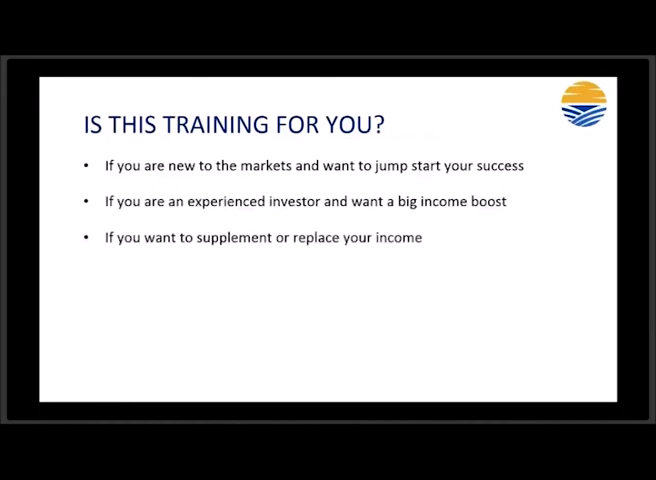 IS THIS TRAINING FOR YOU?
• If you are new to the markets and want to jump start your success
• If you are an experienced investor and want a big income boost
• If you want to supplement or replace your income